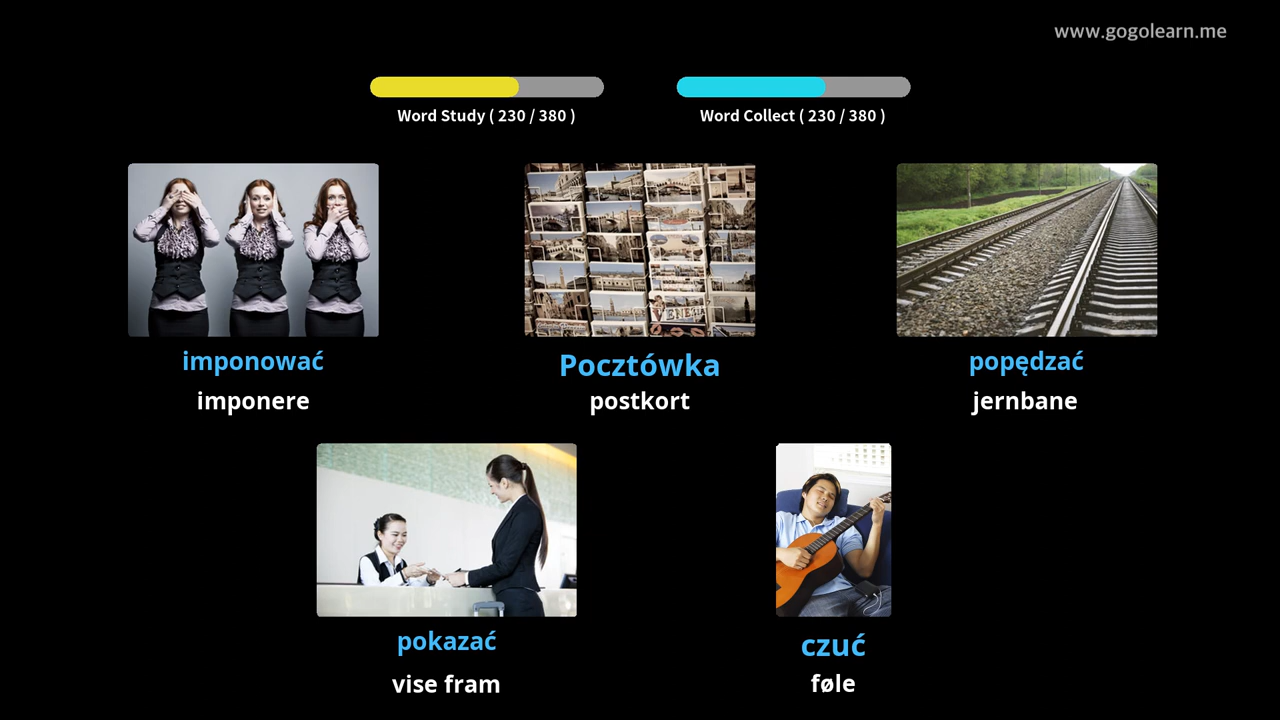 www.gogolearn.me
Word Study ( 230 / 380 )
Word Collect ( 230 / 380 )
VENEZIA
imponować
imponere
Pocztówka
postkort
popędzać
jernbane
pokazać
vise fram
czuć
føle